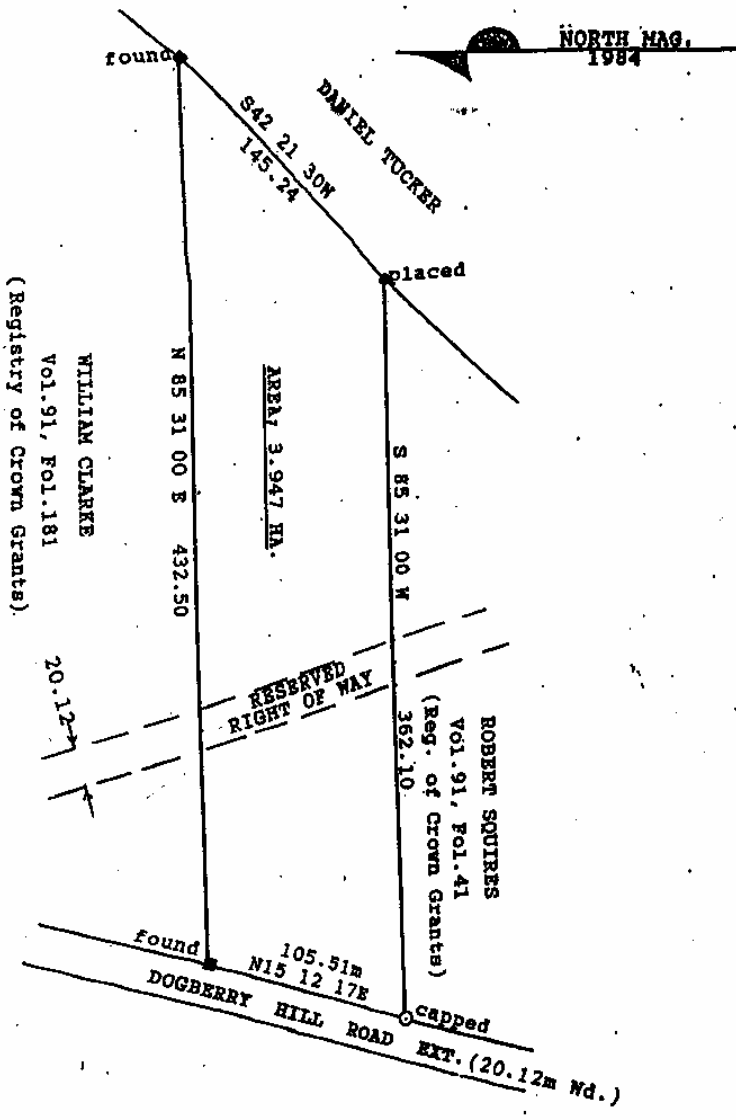 NORTH MAG.
1984
found
DANIEL TUCKER
S42 21 30W
145.24
placed
WILLIAM CLARKE
Vol.91, Fol.181
(Registry of Crown Grants).
N 85 31 00 E 432.50
AREA, 3.947 HA.
S 85 31 00 W
362.10
ROBERT SQUIRES
Vol.91, Fol.41
(Reg. of Crown Grants)
20.12
RESERVED
RIGHT OF WAY
found
105.51m
N15 12 17E
capped
DOGBERRY HILL ROAD EXT. (20.12m Wd.)